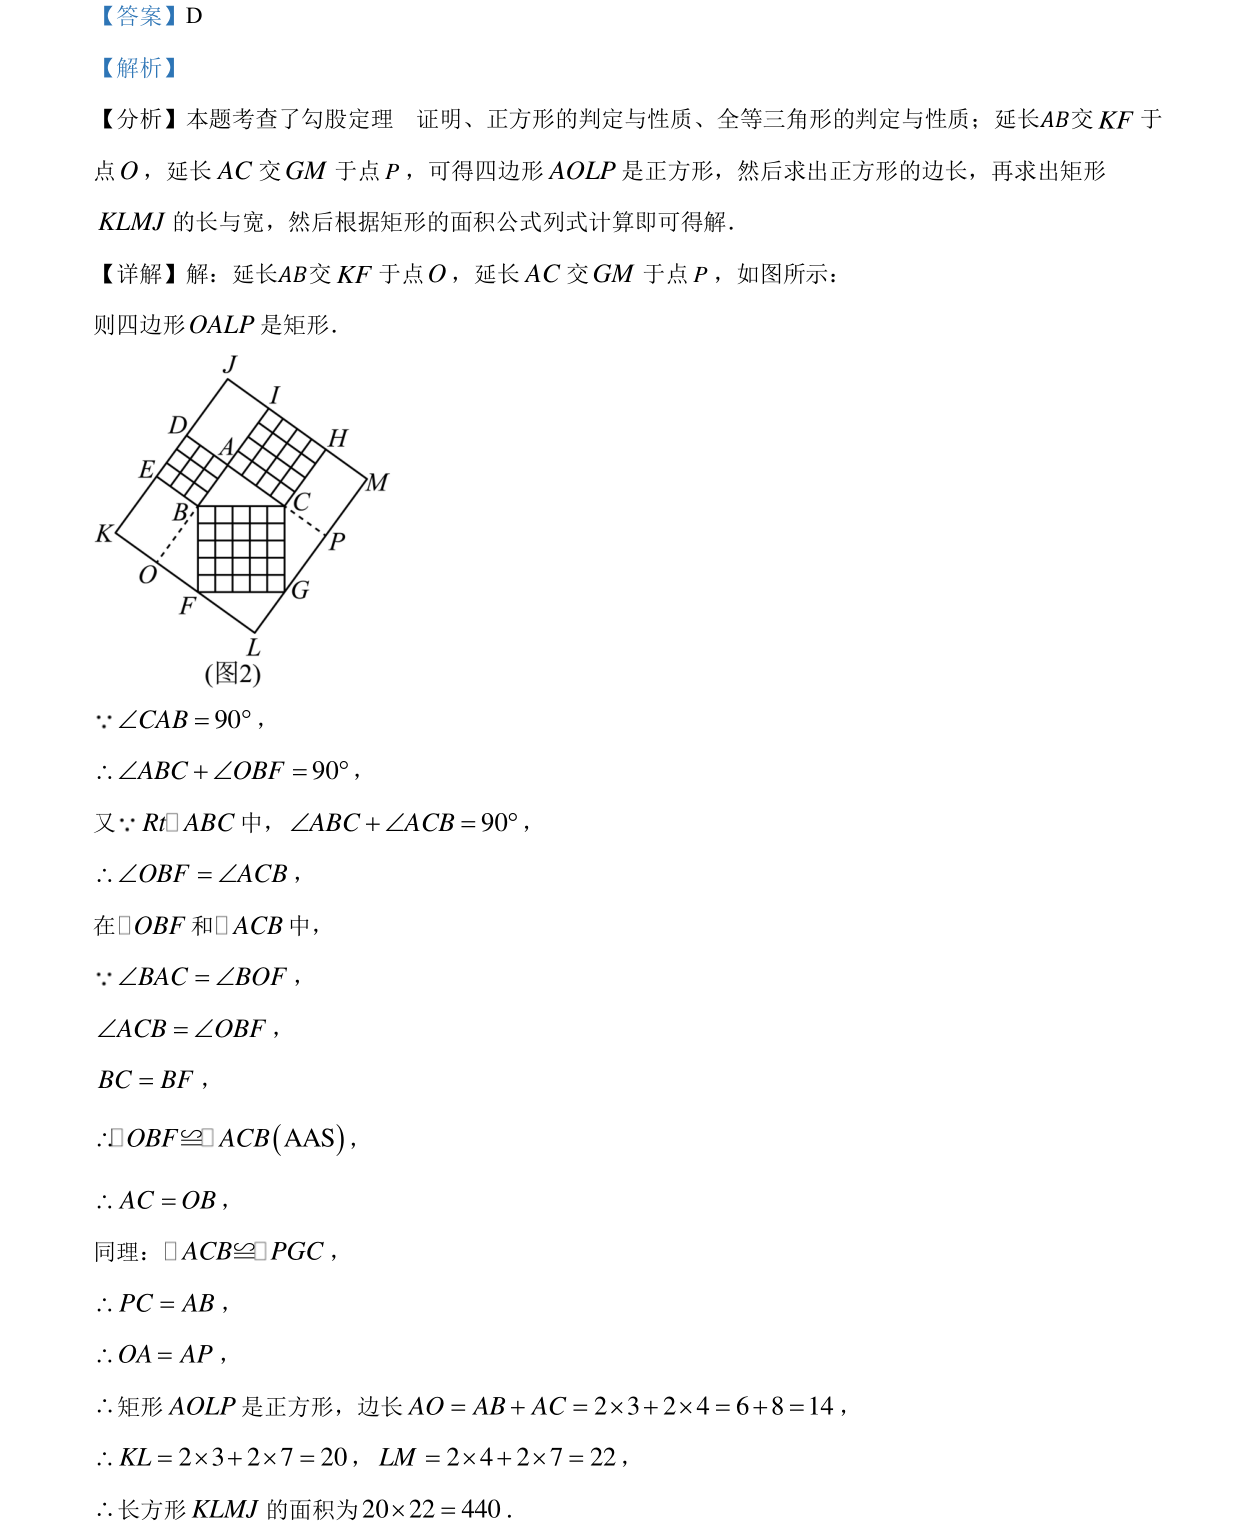 【答案】D
【解析】
【分析】本题考查了勾股定理 证明、正方形的判定与性质、全等三角形的判定与性质；延长AB交KF于
点O，延长AC交GM于点P，可得四边形AOLP是正方形，然后求出正方形的边长，再求出矩形
KLMJ的长与宽，然后根据矩形的面积公式列式计算即可得解．
【详解】解：延长AB交KF于点O，延长AC交GM于点P，如图所示：
则四边形OALP是矩形．
J
I
D
A
H
E
M
B
C
K
P
O
F
G
L
(图2)
∵∠CAB=90°，
∴∠ABC+∠OBF=90°，
又∵Rt□ABC中，∠ABC+∠ACB=90°，
∴∠OBF=∠ACB，
在□OBF和□ACB中，
∵∠BAC=∠BOF，
∠ACB=∠OBF，
BC=BF，
∴□OBF≌□ACB(AAS)，
∴AC=OB，
同理：□ACB≌□PGC，
∴PC=AB，
∴OA=AP，
∴矩形AOLP是正方形，边长AO=AB+AC=2×3+2×4=6+8=14，
∴KL=2×3+2×7=20，LM=2×4+2×7=22，
∴长方形KLMJ的面积为20×22=440．